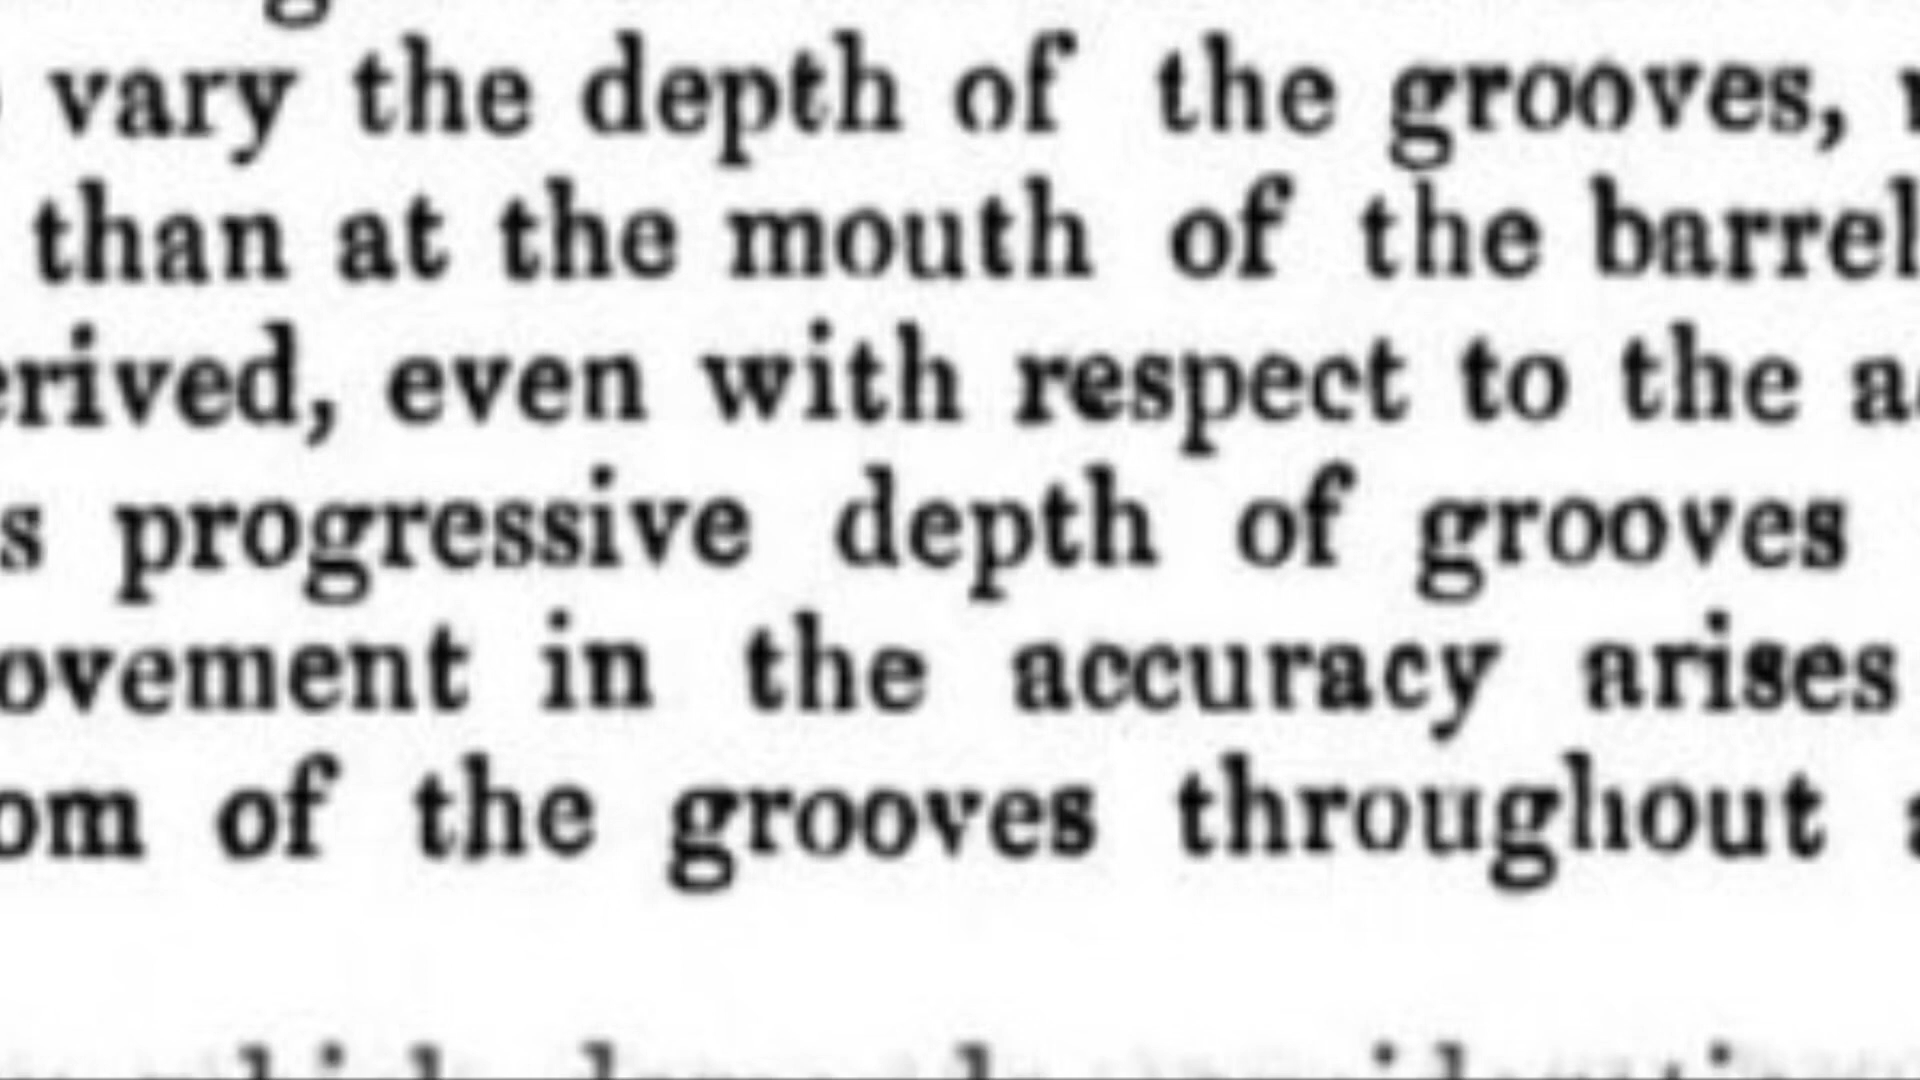 vary the depth of the grooves,
than at the mouth of the barrel
erived, even with respect to the
s progressive depth of grooves
ovement in the accuracy arises
om of the grooves throughout